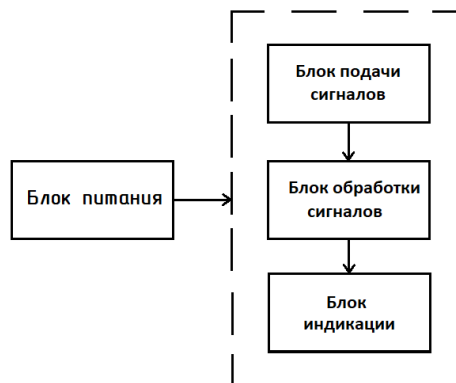 Блок подачи
сигналов
Блок питания
Блок обработки
сигналов
Блок
индикации